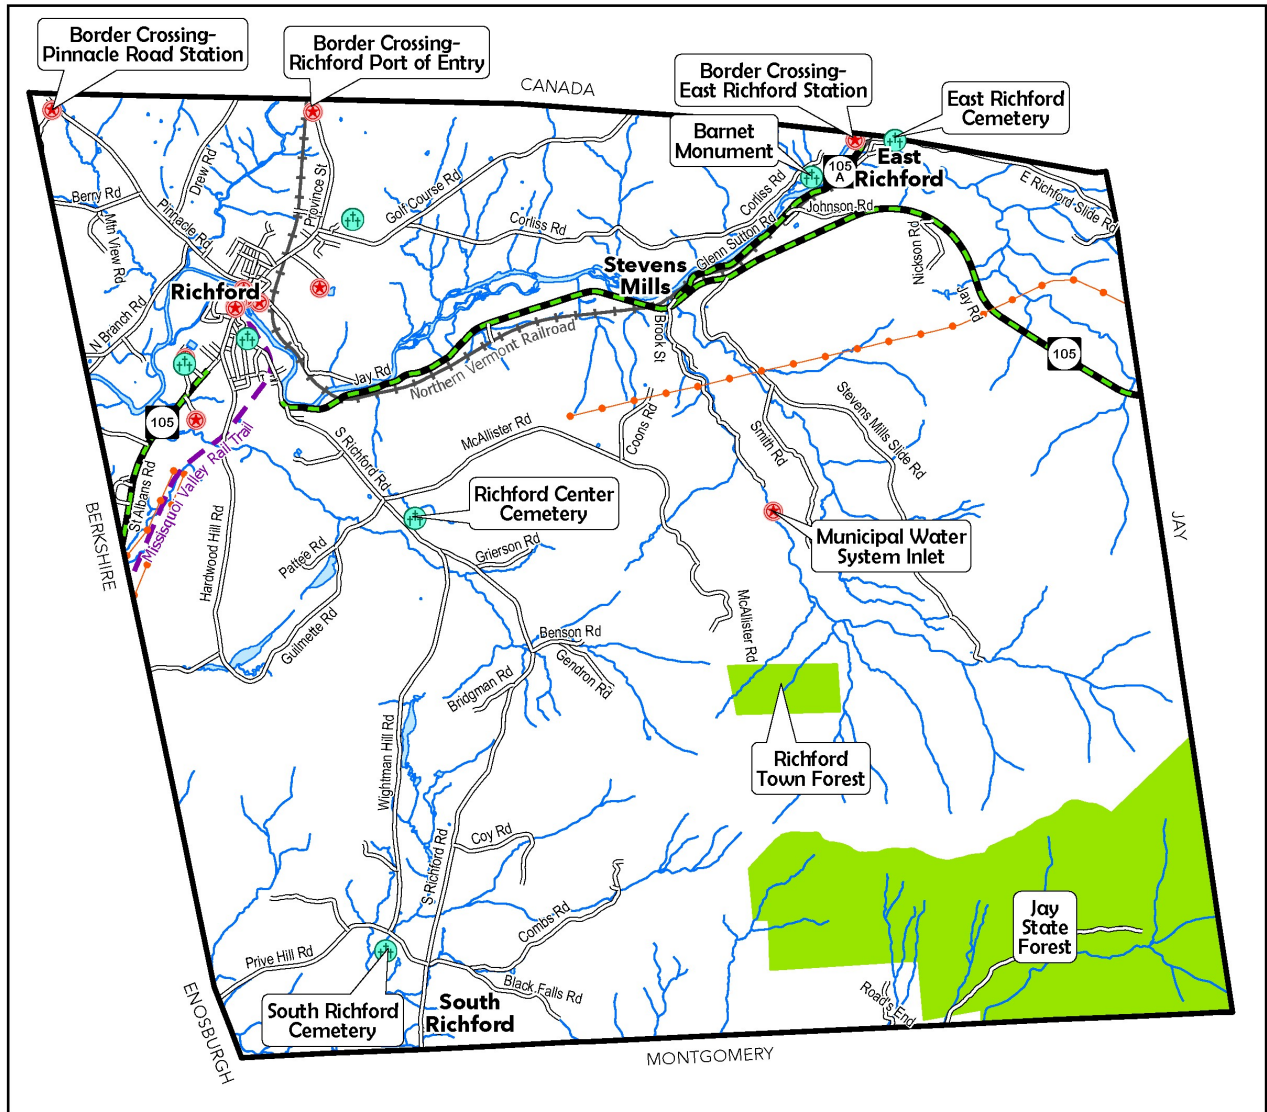 Border Crossing-
Pinnacle Road Station
Border Crossing-
Richford Port of Entry
CANADA
Border Crossing-
East Richford Station
East Richford
Cemetery
Barnet
Monument
105
A
East
Richford
E Richford-Slide Rd
Berry Rd
Drew Rd
Pinnacle Rd
Mtn View Rd
Province St
Golf Course Rd
Corliss Rd
Corliss Rd
Glenn Sutton Rd
Johnson Rd
Nickson Rd
Jay Rd
Stevens
Mills
Richford
N Branch Rd
Jay Rd
Northern Vermont Railroad
Brook St
105
105
Stevens Mills Slide Rd
Smith Rd
Coons Rd
McAllister Rd
S Richford Rd
St Albans Rd
Missisquoi Valley Rail Trail
Hardwood Hill Rd
BERKSHIRE
JAY
Richford Center
Cemetery
Municipal Water
System Inlet
Pattee Rd
Grierson Rd
Guilmette Rd
Benson Rd
Gendron Rd
Bridgman Rd
McAllister Rd
Wightman Hill Rd
Richford
Town Forest
S Richford Rd
Coy Rd
Combs Rd
Prive Hill Rd
Black Falls Rd
Road's End
Jay
State
Forest
South Richford
Cemetery
South
Richford
ENOSBURGH
MONTGOMERY